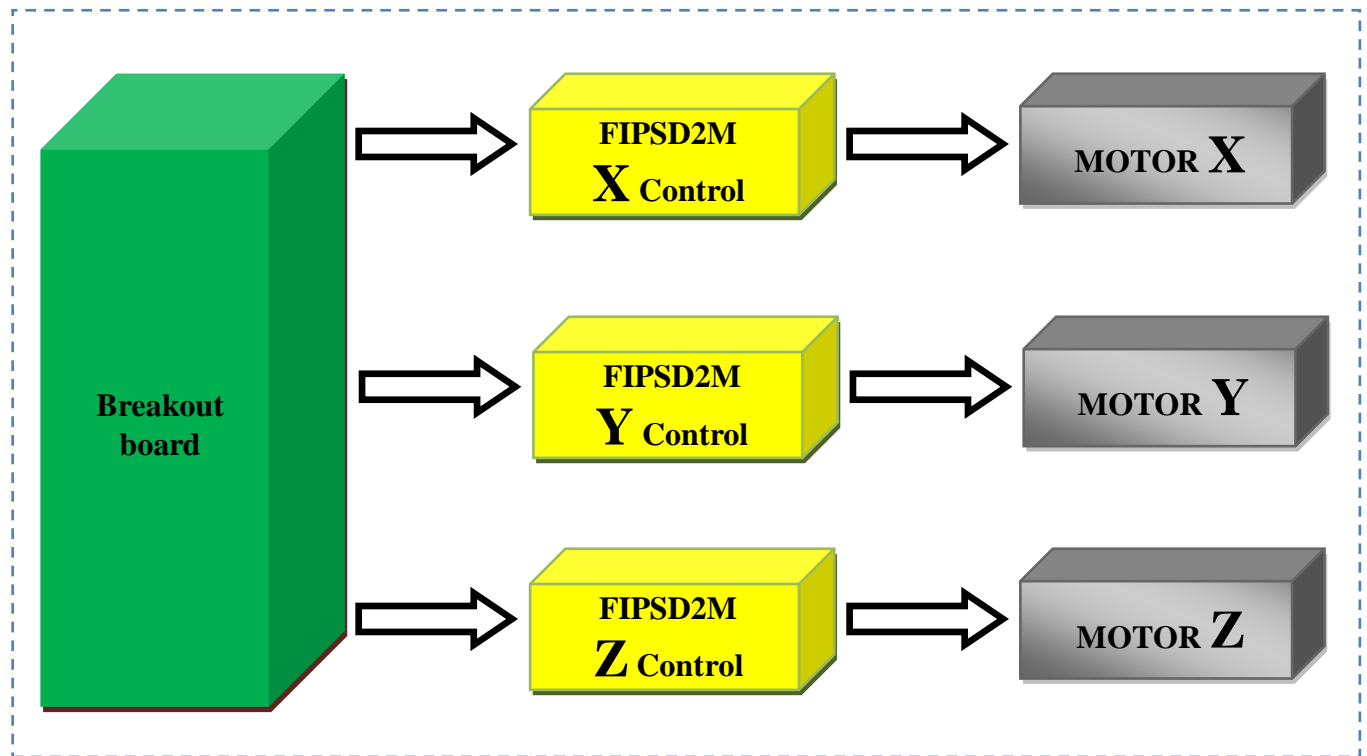 Breakout
board
FIPSD2M
X Control
MOTOR X
FIPSD2M
Y Control
MOTOR Y
FIPSD2M
Z Control
MOTOR Z